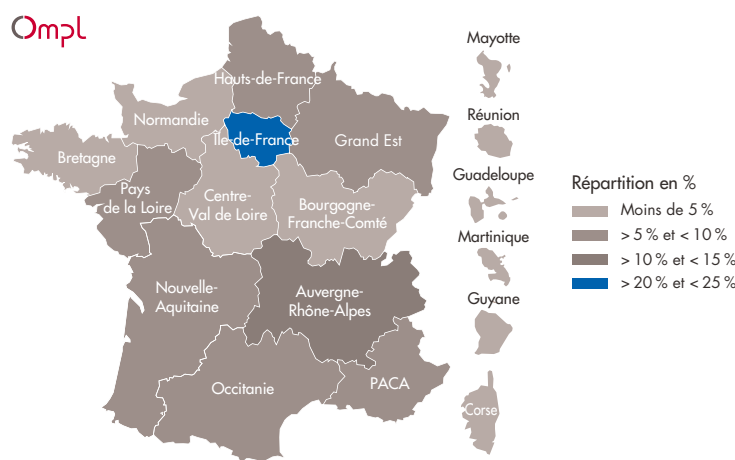 Ompl
Hauts-de-France
Normandie
Île-de-France
Grand Est
Bretagne
Pays
de la Loire
Centre-
Val de Loire
Bourgogne-
Franche-Comté
Nouvelle-
Aquitaine
Auvergne-
Rhône-Alpes
Occitanie
PACA
Mayotte
Réunion
Guadeloupe
Martinique
Guyane
Corse
Répartition en %
Moins de 5 %
> 5 % et < 10 %
> 10 % et < 15 %
> 20 % et < 25 %